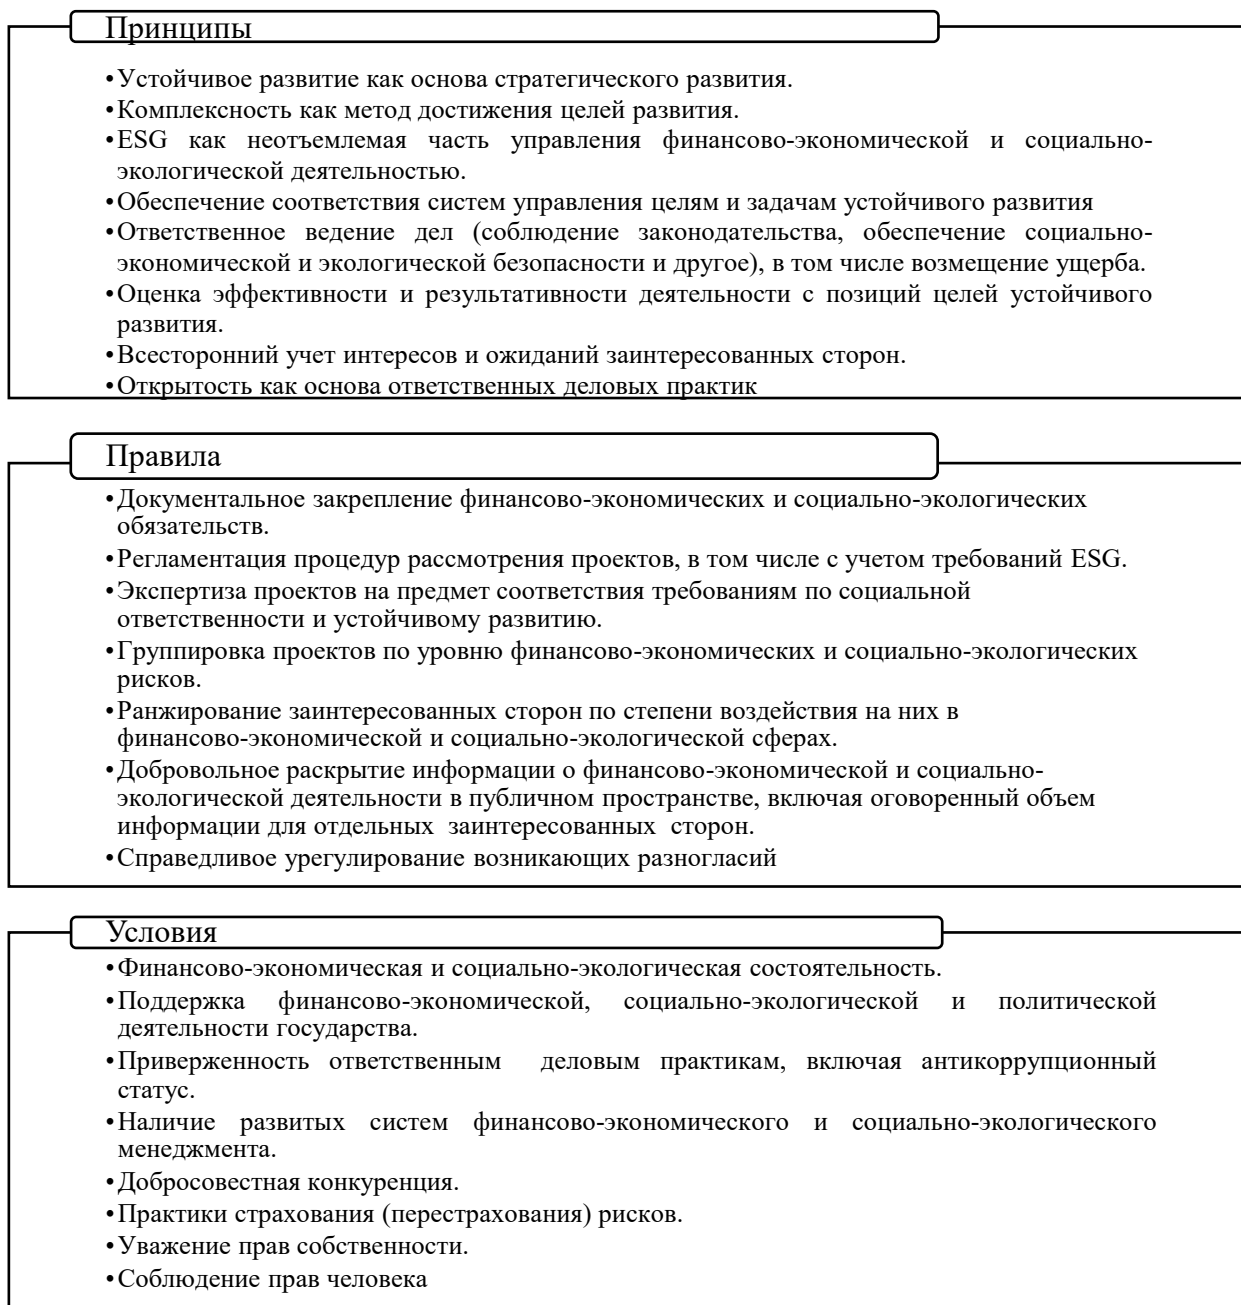 Принципы
•Устойчивое развитие как основа стратегического развития.
•Комплексность как метод достижения целей развития.
•ESG как неотъемлемая часть управления финансово-экономической и социально-
экологической деятельностью.
•Обеспечение соответствия систем управления целям и задачам устойчивого развития
•Ответственное ведение дел (соблюдение законодательства, обеспечение социально-
экономической и экологической безопасности и другое), в том числе возмещение ущерба.
•Оценка эффективности и результативности деятельности с позиций целей устойчивого
развития.
•Всесторонний учет интересов и ожиданий заинтересованных сторон.
•Открытость как основа ответственных деловых практик
Правила
•Документальное закрепление финансово-экономических и социально-экологических
обязательств.
•Регламентация процедур рассмотрения проектов, в том числе с учетом требований ESG.
•Экспертиза проектов на предмет соответствия требованиям по социальной
ответственности и устойчивому развитию.
•Группировка проектов по уровню финансово-экономических и социально-экологических
рисков.
•Ранжирование заинтересованных сторон по степени воздействия на них в
финансово-экономической и социально-экологической сферах.
•Добровольное раскрытие информации о финансово-экономической и социально-
экологической деятельности в публичном пространстве, включая оговоренный объем
информации для отдельных заинтересованных сторон.
•Справедливое урегулирование возникающих разногласий
Условия
•Финансово-экономическая и социально-экологическая состоятельность.
•Поддержка финансово-экономической, социально-экологической и политической
деятельности государства.
•Приверженность ответственным деловым практикам, включая антикоррупционный
статус.
•Наличие развитых систем финансово-экономического и социально-экологического
менеджмента.
•Добросовестная конкуренция.
•Практики страхования (перестрахования) рисков.
•Уважение прав собственности.
•Соблюдение прав человека